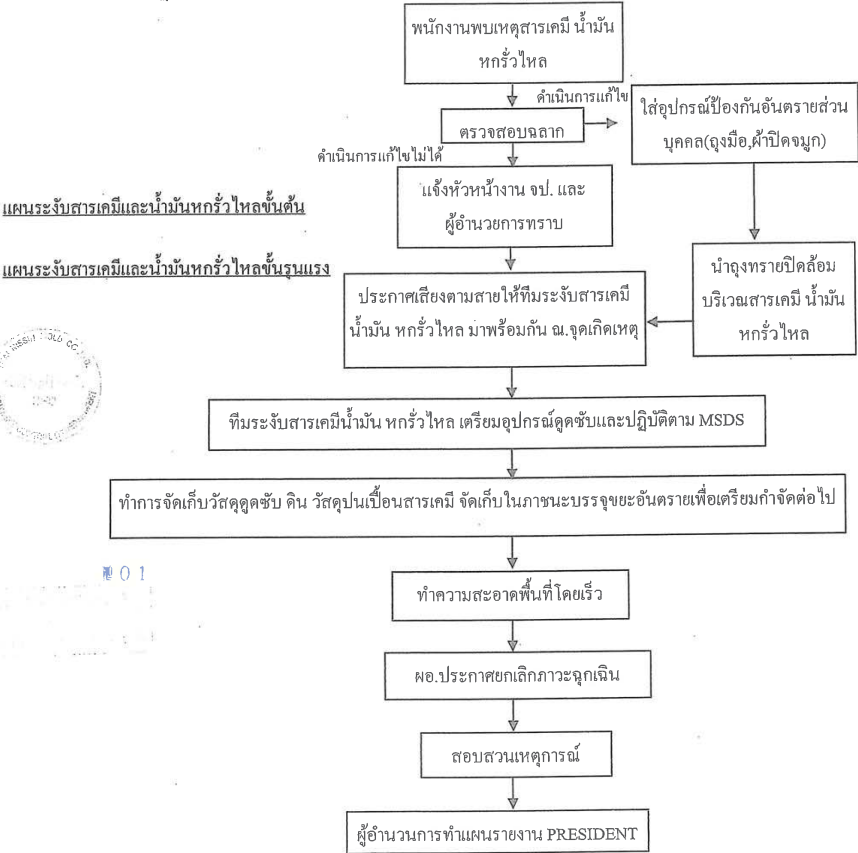 พนักงานพบเหตุสารเคมี น้ำมัน
หกรั่วไหล
ดำเนินการแก้ไข
ตรวจสอบฉลาก
ใส่อุปกรณ์ป้องกันอันตรายส่วน
บุคคล(ถุงมือ,ผ้าปิดจมูก)
ดำเนินการแก้ไขไม่ได้
แจ้งหัวหน้างาน จป. และ
ผู้อำนวยการทราบ
แผนระงับสารเคมีและน้ำมันหกรั่วไหลขั้นต้น
แผนระงับสารเคมีและน้ำมันหกรั่วไหลขั้นรุนแรง
นำถุงทรายปิดล้อม
บริเวณสารเคมี น้ำมัน
หกรั่วไหล
ประกาศเสียงตามสายให้ทีมระงับสารเคมี
น้ำมัน หกรั่วไหล มาพร้อมกัน ณ.จุดเกิดเหตุ
ทีมระงับสารเคมีน้ำมัน หกรั่วไหล เตรียมอุปกรณ์ดูดซับและปฏิบัติตาม MSDS
ทำการจัดเก็บวัสดุดูดซับ ดิน วัสดุปนเปื้อนสารเคมี จัดเก็บในภาชนะบรรจุขยะอันตรายเพื่อเตรียมกำจัดต่อไป
01
ทำความสะอาดพื้นที่โดยเร็ว
ผอ.ประกาศยกเลิกภาวะฉุกเฉิน
สอบสวนเหตุการณ์
ผู้อำนวนการทำแผนรายงาน PRESIDENT